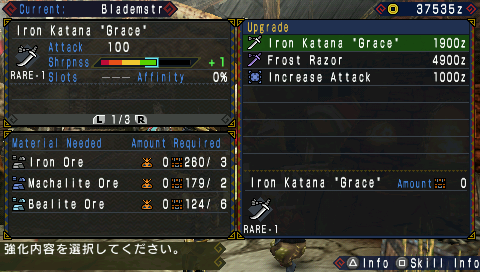 Current: Blademstr
37535z
Iron Katana "Grace"
Attack 100
Shrpnss +1
RARE-1 Slots --- Affinity 0%
L 1/3 R
Material Needed Amount Required
Iron Ore 0 260/ 3
Machalite Ore 0 179/ 2
Bealite Ore 0 124/ 6
Upgrade
Iron Katana "Grace" 1900z
Frost Razor 4900z
Increase Attack 1000z
Iron Katana "Grace" Amount 0
RARE-1
強化内容を選択してください。
△ Info □ Skill Info